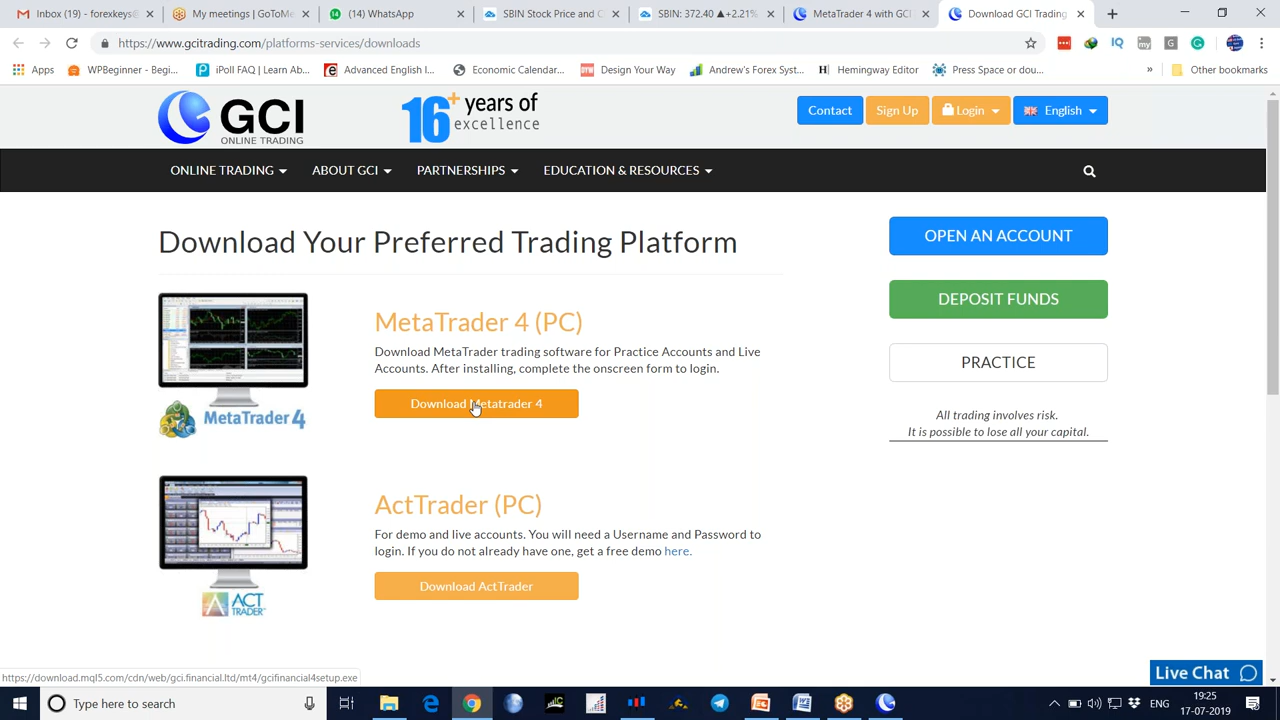 Inbox (19) - forexkeys@
My meetings | GoToMe
(14) WhatsApp
SBIN Stock Price and C
SBIN: 372.40 ▲+2.21%
MetaTrader 4 with GCI
Download GCI Trading
https://www.gcitrading.com/platforms-services/downloads
Apps
WPBeginner - Begi...
iPoll FAQ | Learn Ab...
Advanced English I...
Economic Calendar...
Design Your Way
Andrew's Forex Syst...
Hemingway Editor
Press Space or dou...
»
Other bookmarks
GCI
ONLINE TRADING
16+ years of
excellence
Contact
Sign Up
Login
English
ONLINE TRADING
ABOUT GCI
PARTNERSHIPS
EDUCATION & RESOURCES
Download Your Preferred Trading Platform
OPEN AN ACCOUNT
DEPOSIT FUNDS
PRACTICE
All trading involves risk.
It is possible to lose all your capital.
MetaTrader 4 (PC)
Download MetaTrader trading software for Practice Accounts and Live
Accounts. After installing, complete the onscreen form to login.
Download Metatrader 4
MetaTrader 4
ActTrader (PC)
For demo and live accounts. You will need a Username and Password to
login. If you do not already have one, get a free demo here.
Download ActTrader
ACT
TRADER
https://download.mql5.com/cdn/web/gci.financial.ltd/mt4/gcifinancial4setup.exe
Live Chat
Type here to search
ENG
19:25
17-07-2019